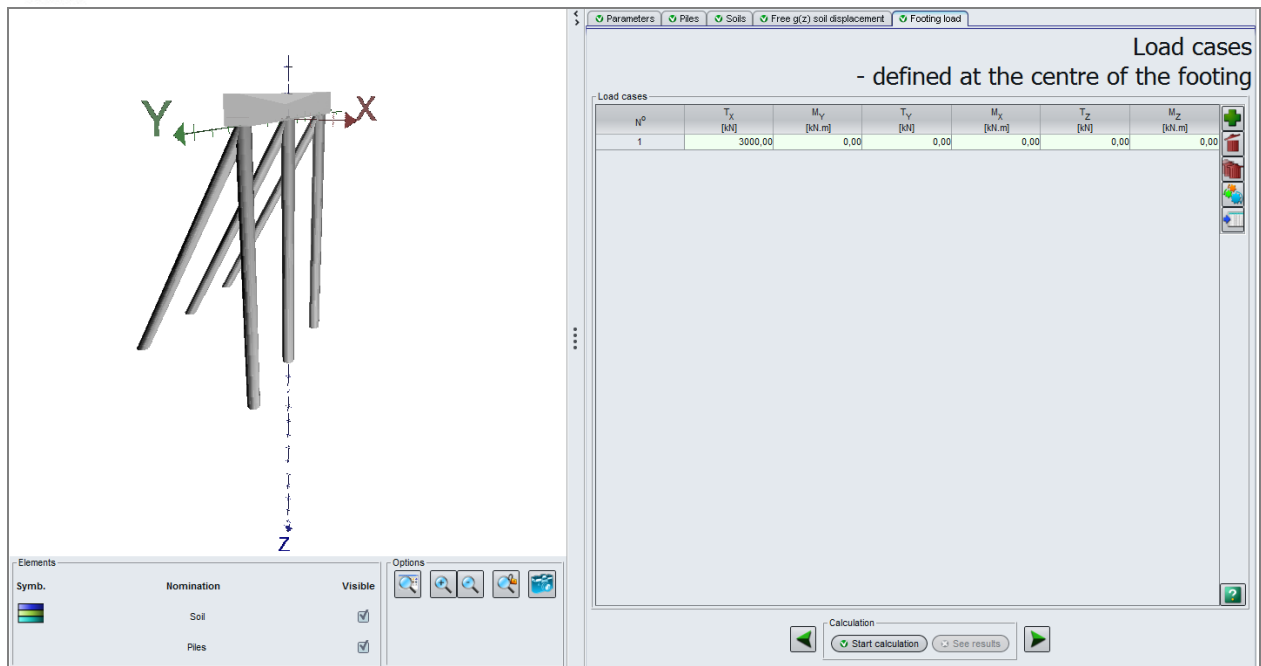 Parameters Piles Soils Free g(z) soil displacement Footing load
Load cases
- defined at the centre of the footing
Load cases
Nº TX [kN] MY [kN.m] TY [kN] MX [kN.m] TZ [kN] MZ [kN.m]
1 3000,00 0,00 0,00 0,00 0,00 0,00
Y X
Z
Elements
Symb. Nomination Visible
Soil
Piles
Options
Calculation
Start calculation See results
?